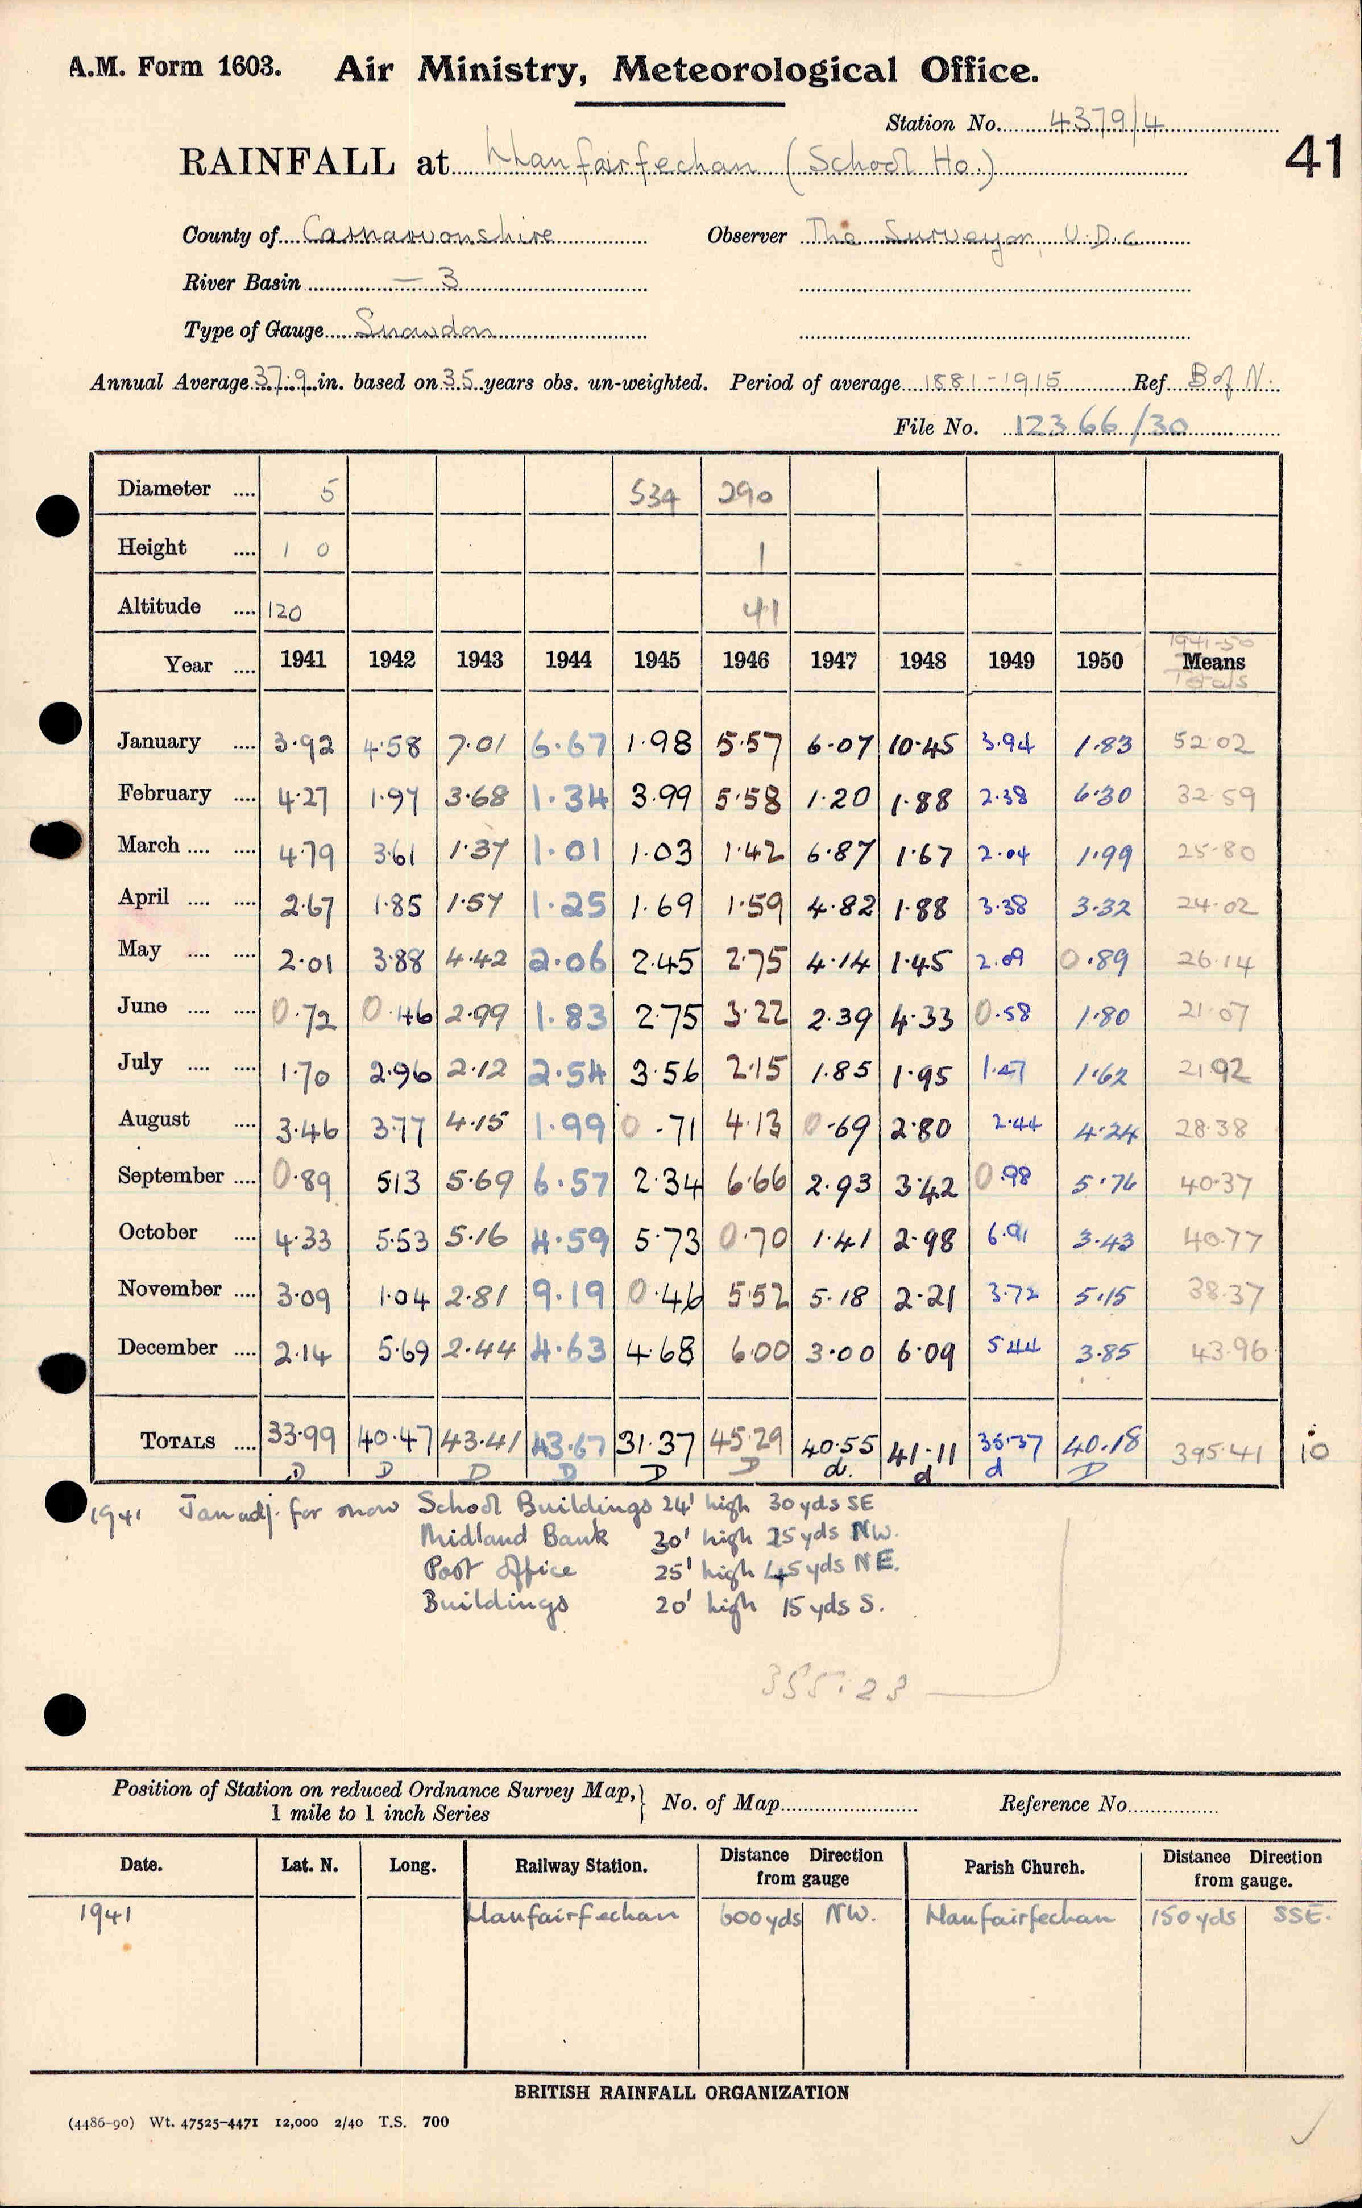 A.M. Form 1603. Air Ministry, Meteorological Office.
Station No. 4379/4
RAINFALL at Llanfairfechan (School Ho.) 41
County of Carnarvonshire Observer The Surveyor, U.D.C
River Basin — 3
Type of Gauge Snowdon
Annual Average 37.9 in. based on 35 years obs. un-weighted. Period of average 1881-1915 Ref B of N.
File No. 12366/30
Diameter .... 5 534 290
Height .... 1 0 1
Altitude .... 120 41
1941-50
Year .... 1941 1942 1943 1944 1945 1946 1947 1948 1949 1950 Means
Totals
January .... 3.92 4.58 7.01 6.67 1.98 5.57 6.07 10.45 3.94 1.83 52.02
February .... 4.27 1.97 3.68 1.34 3.99 5.58 1.20 1.88 2.38 6.30 32.59
March .... .... 4.79 3.61 1.37 1.01 1.03 1.42 6.87 1.67 2.04 1.99 25.80
April .... .... 2.67 1.85 1.57 1.25 1.69 1.59 4.82 1.88 3.38 3.32 24.02
May .... .... 2.01 3.88 4.42 2.06 2.45 2.75 4.14 1.45 2.09 0.89 26.14
June .... .... 0.72 0.46 2.99 1.83 2.75 3.22 2.39 4.33 0.58 1.80 21.07
July .... .... 1.70 2.96 2.12 2.54 3.56 2.15 1.85 1.95 1.47 1.62 21.92
August .... 3.46 3.77 4.15 1.99 0.71 4.13 0.69 2.80 2.44 4.24 28.38
September .... 0.89 5.13 5.69 6.57 2.34 6.66 2.93 3.42 0.98 5.76 40.37
October .... 4.33 5.53 5.16 4.59 5.73 0.70 1.41 2.98 6.91 3.43 40.77
November .... 3.09 1.04 2.81 9.19 0.46 5.52 5.18 2.21 3.72 5.15 38.37
December .... 2.14 5.69 2.44 4.63 4.68 6.00 3.00 6.09 5.44 3.85 43.96
TOTALS .... 33.99 40.47 43.41 43.67 31.37 45.29 40.55 41.11 35.37 40.18 395.41 10
D D D D D D d. d d D
1941 Jan adj. for snow School Buildings 24' high 30 yds SE
Midland Bank 30' high 25 yds NW.
Post Office 25' high 45 yds NE.
Buildings 20' high 15 yds S.
355.23
Position of Station on reduced Ordnance Survey Map, 1 mile to 1 inch Series } No. of Map Reference No.
Date. Lat. N. Long. Railway Station. Distance Direction from gauge Parish Church. Distance Direction from gauge.
1941 Llanfairfechan 600 yds NW. Llanfairfechan 150 yds SSE.
BRITISH RAINFALL ORGANIZATION
(4486-90) Wt. 47525-4471 12,000 2/40 T.S. 700